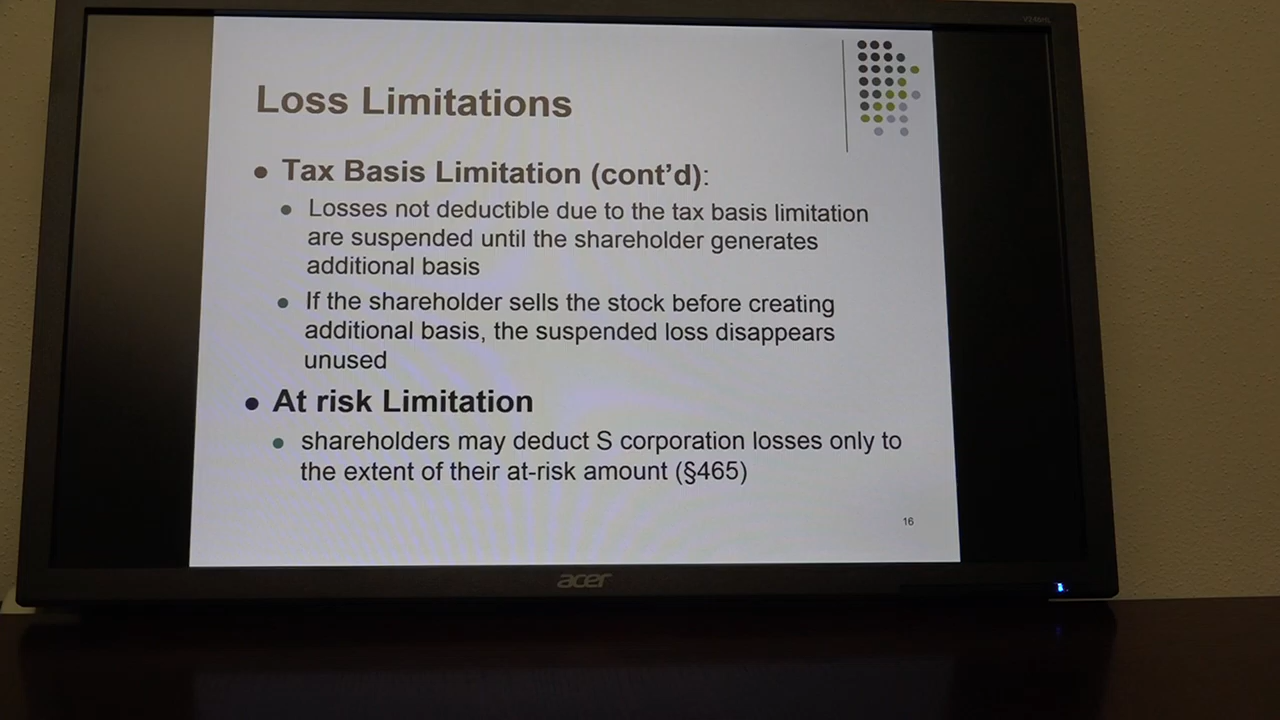 Loss Limitations
● Tax Basis Limitation (cont’d):
● Losses not deductible due to the tax basis limitation
are suspended until the shareholder generates
additional basis
● If the shareholder sells the stock before creating
additional basis, the suspended loss disappears
unused
● At risk Limitation
● shareholders may deduct S corporation losses only to
the extent of their at-risk amount (§465)
16
acer